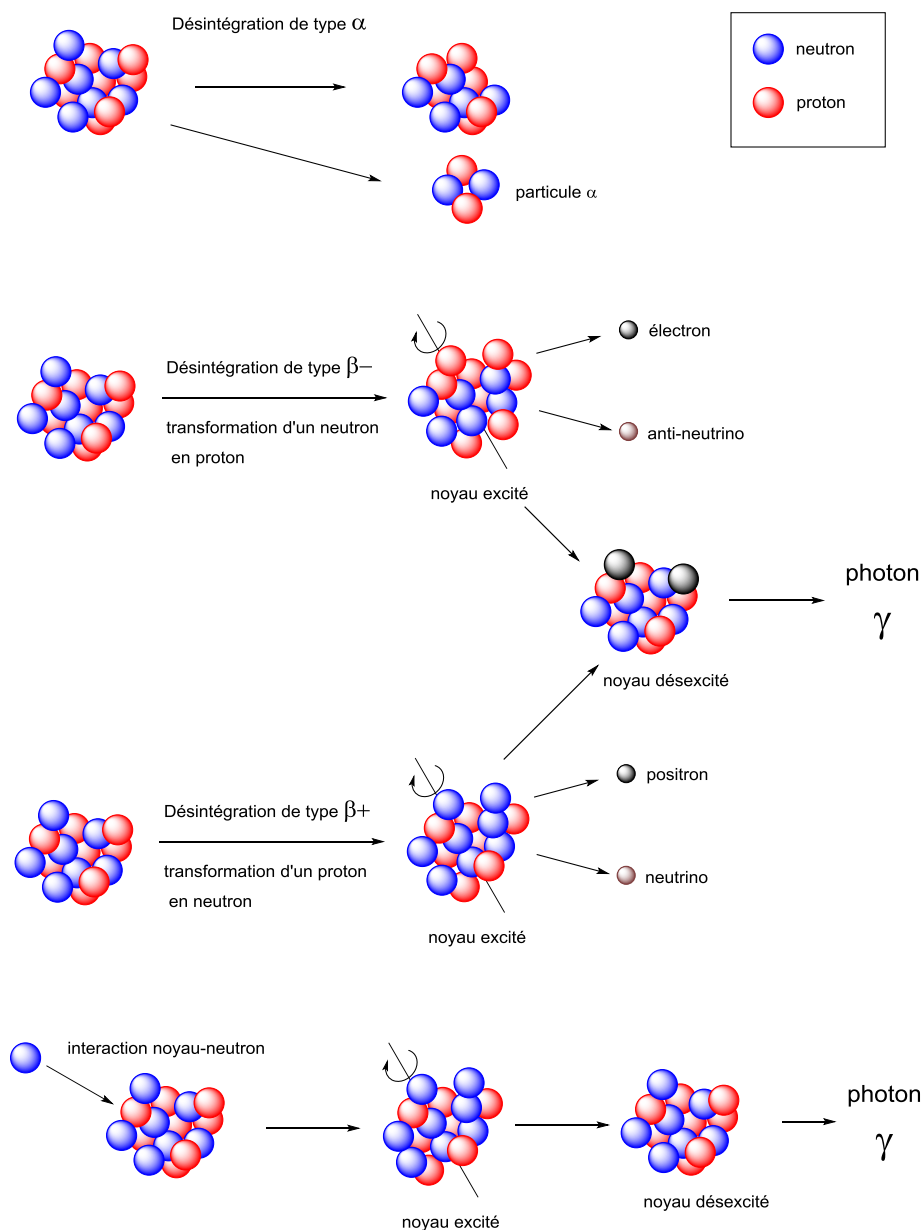 Désintégration de type α
neutron
proton
particule α
électron
Désintégration de type β−
transformation d'un neutron
en proton
anti-neutrino
noyau excité
photon
γ
noyau désexcité
positron
Désintégration de type β+
transformation d'un proton
en neutron
neutrino
noyau excité
interaction noyau-neutron
photon
γ
noyau désexcité
noyau excité